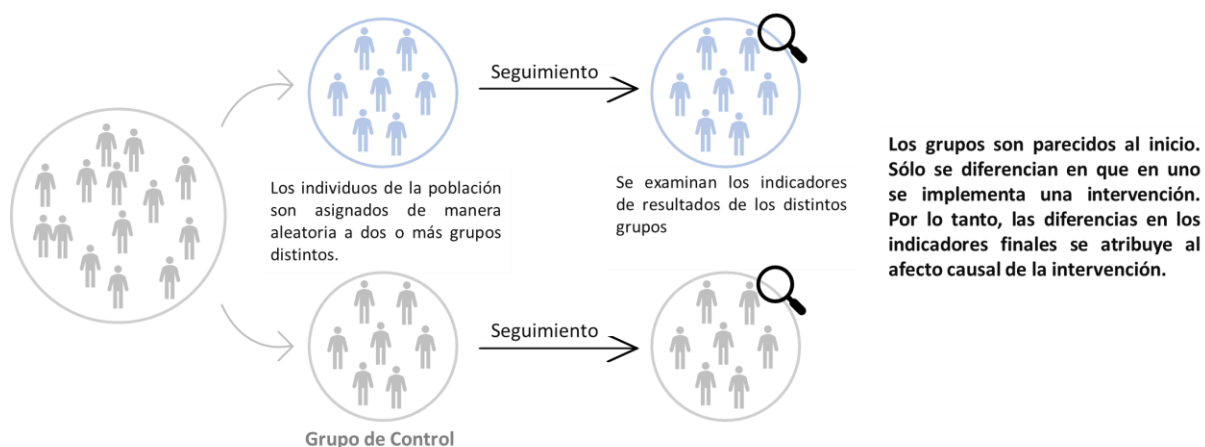 Seguimiento
Los individuos de la población
son asignados de manera
aleatoria a dos o más grupos
distintos.
Se examinan los indicadores
de resultados de los distintos
grupos
Los grupos son parecidos al inicio.
Sólo se diferencian en que en uno
se implementa una intervención.
Por lo tanto, las diferencias en los
indicadores finales se atribuye al
afecto causal de la intervención.
Seguimiento
Grupo de Control